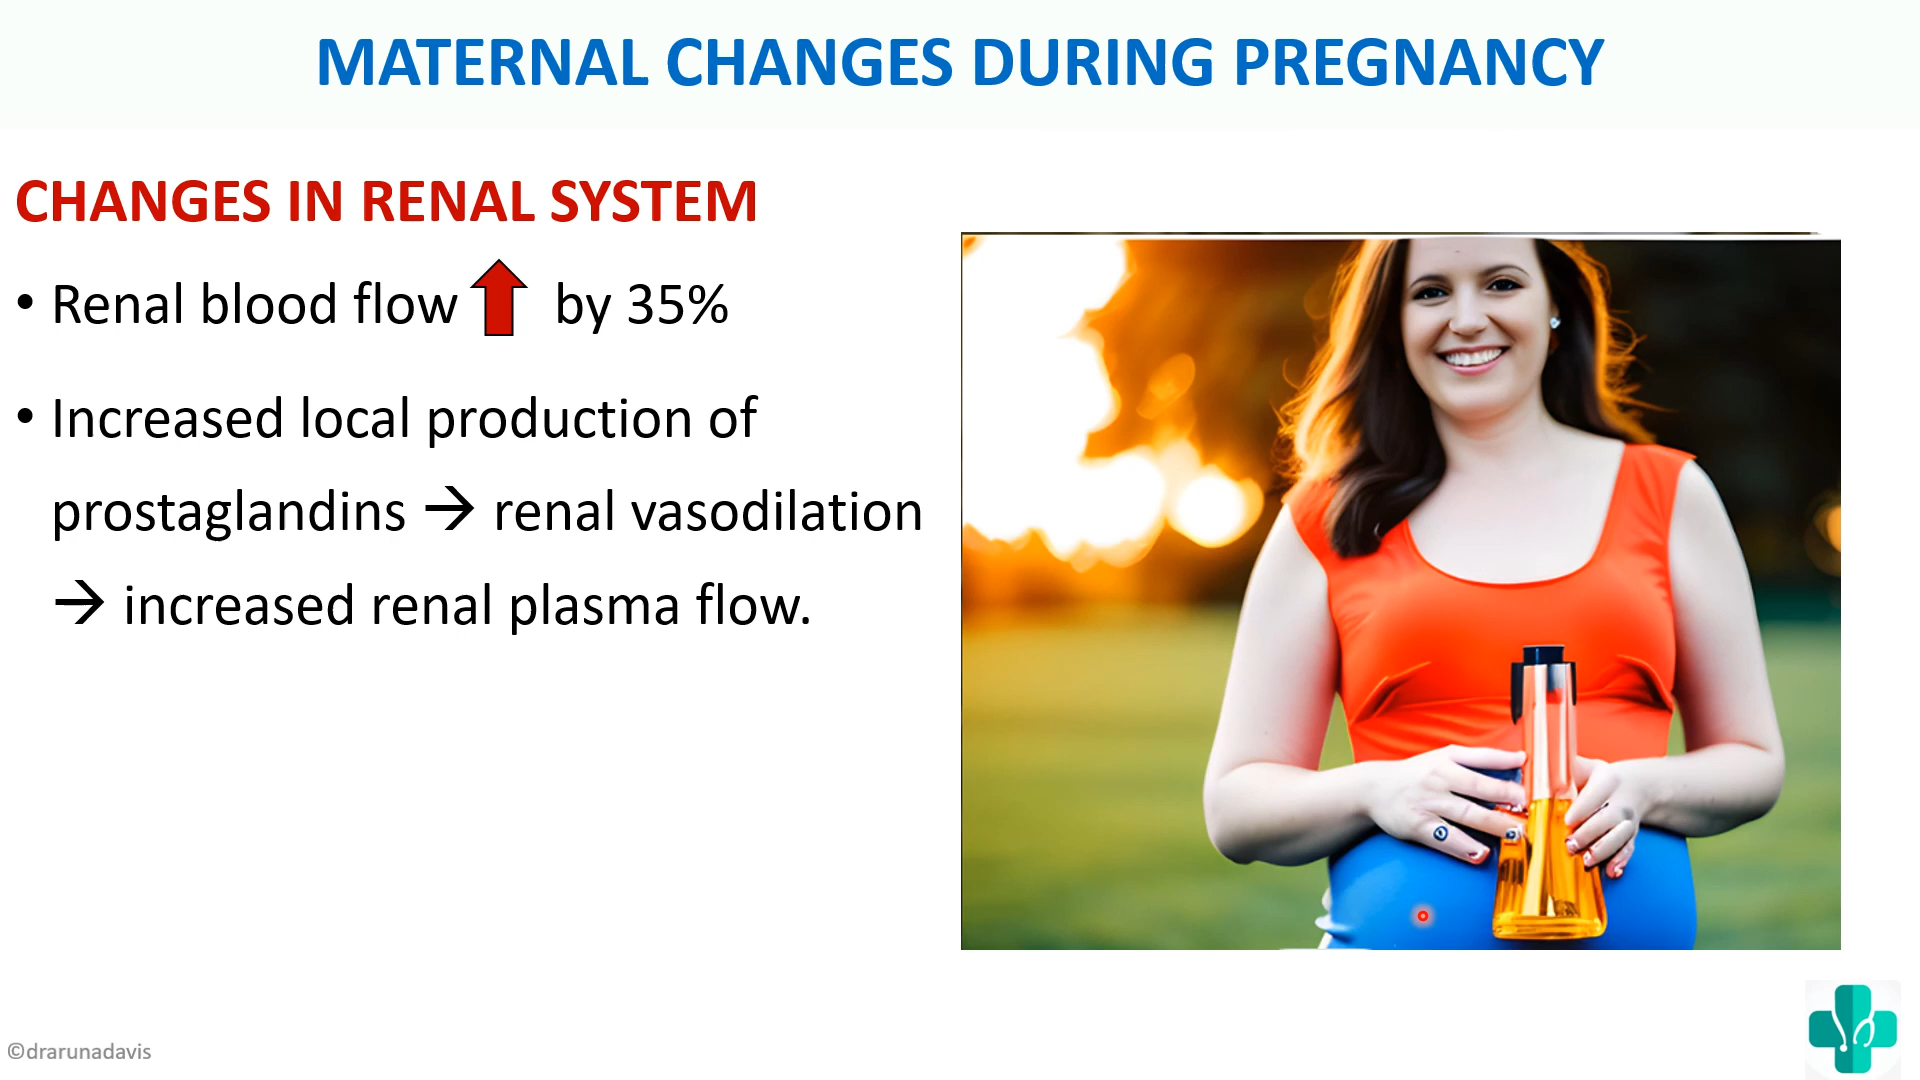 MATERNAL CHANGES DURING PREGNANCY
CHANGES IN RENAL SYSTEM
• Renal blood flow by 35%
• Increased local production of
prostaglandins → renal vasodilation
→ increased renal plasma flow.
©drarunadavis